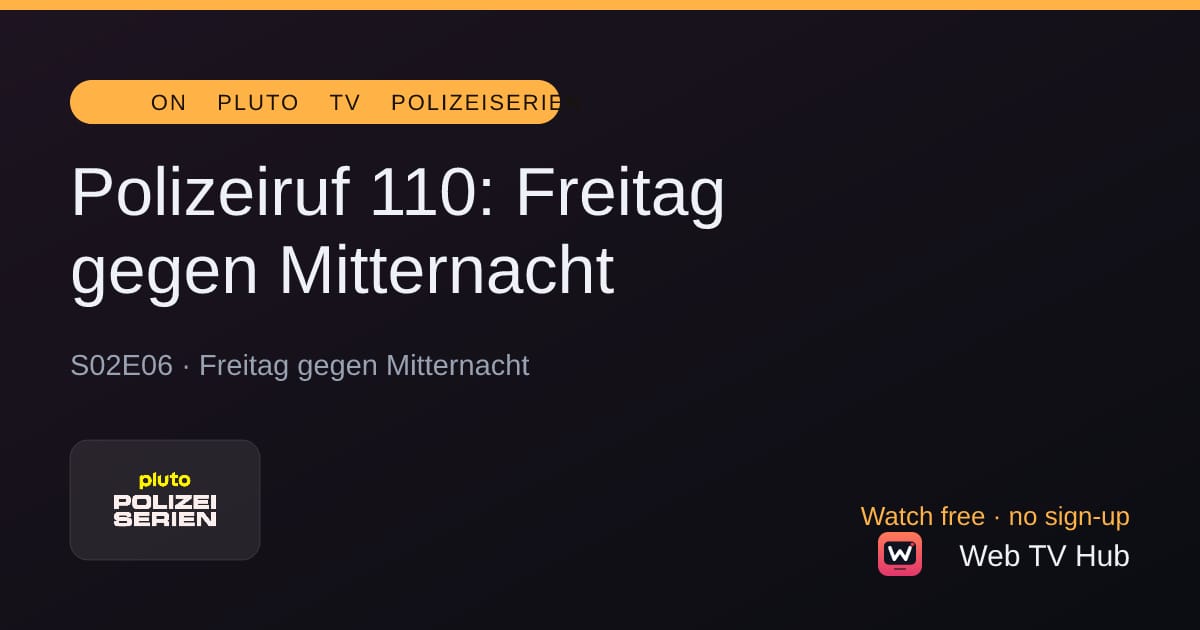 ON PLUTO TV POLIZEISERIE
Polizeiruf 110: Freitag
gegen Mitternacht
S02E06 · Freitag gegen Mitternacht
pluto
POLIZEI
SERIEN
Watch free · no sign-up
W
Web TV Hub